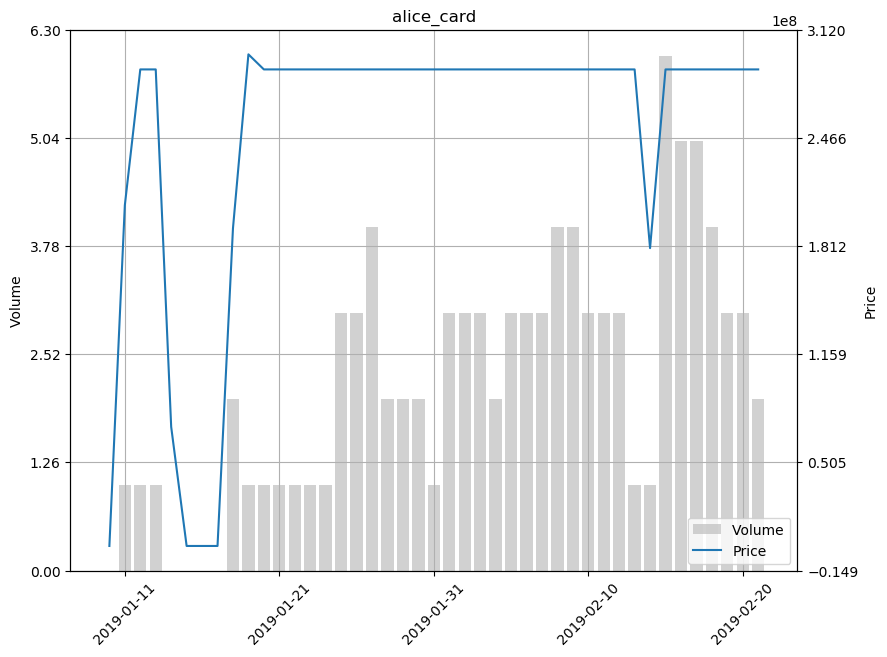 alice_card
1e8
6.30
5.04
3.78
2.52
1.26
0.00
Volume
3.120
2.466
1.812
1.159
0.505
−0.149
Price
Volume
Price
2019-01-11
2019-01-21
2019-01-31
2019-02-10
2019-02-20